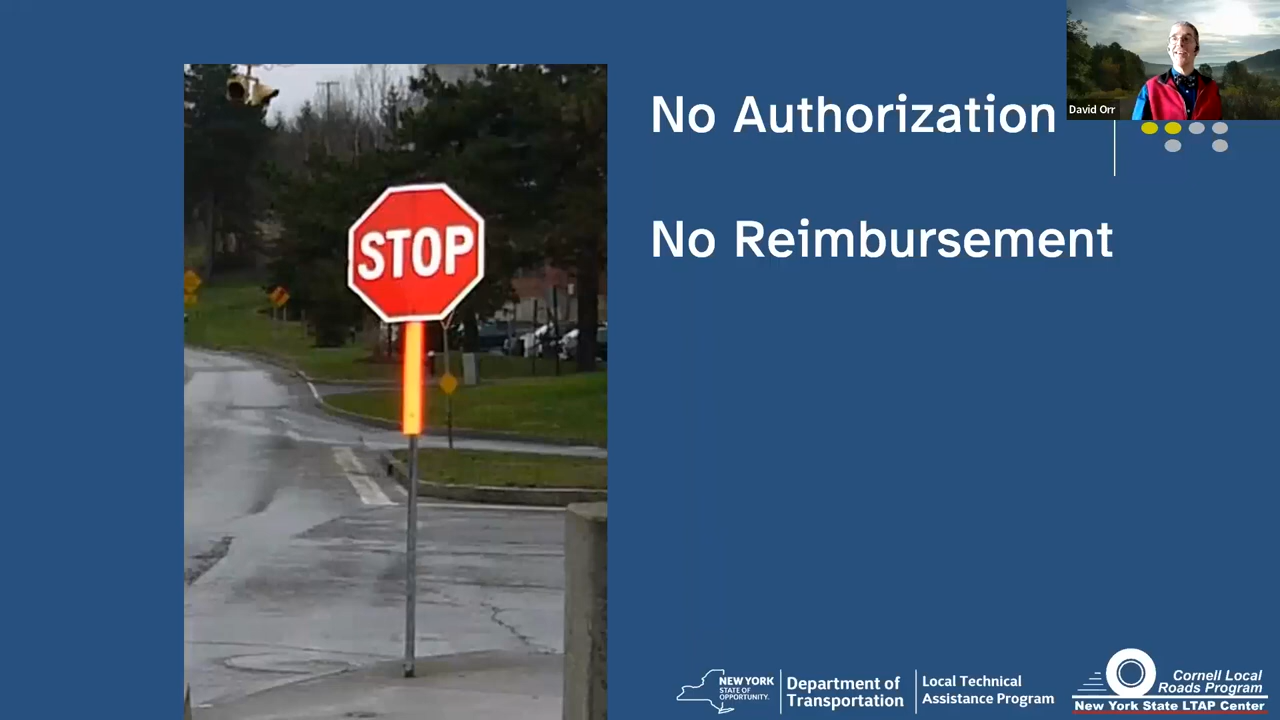 No Authorization
David Orr
No Reimbursement
STOP
NEW YORK
STATE OF
OPPORTUNITY.
Department of
Transportation
Local Technical
Assistance Program
Cornell Local
Roads Program
New York State LTAP Center